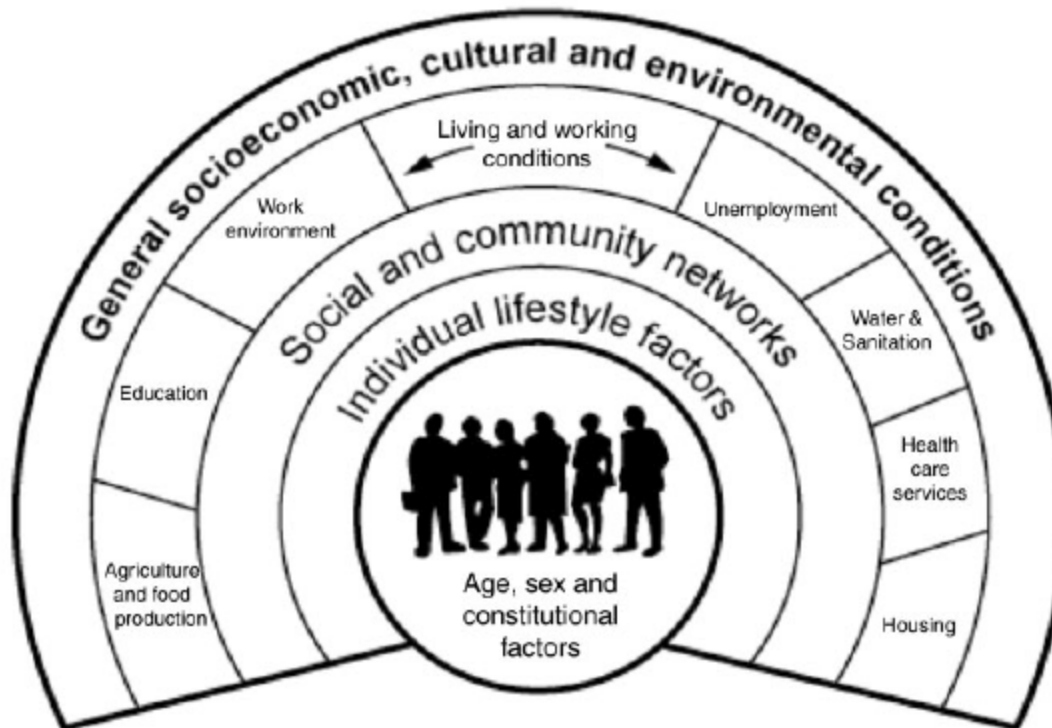 General socioeconomic, cultural and environmental conditions
Living and working
conditions
Work
environment
Unemployment
Education
Water &
Sanitation
Agriculture
and food
production
Health
care
services
Housing
Social and community networks
Individual lifestyle factors
Age, sex and
constitutional
factors